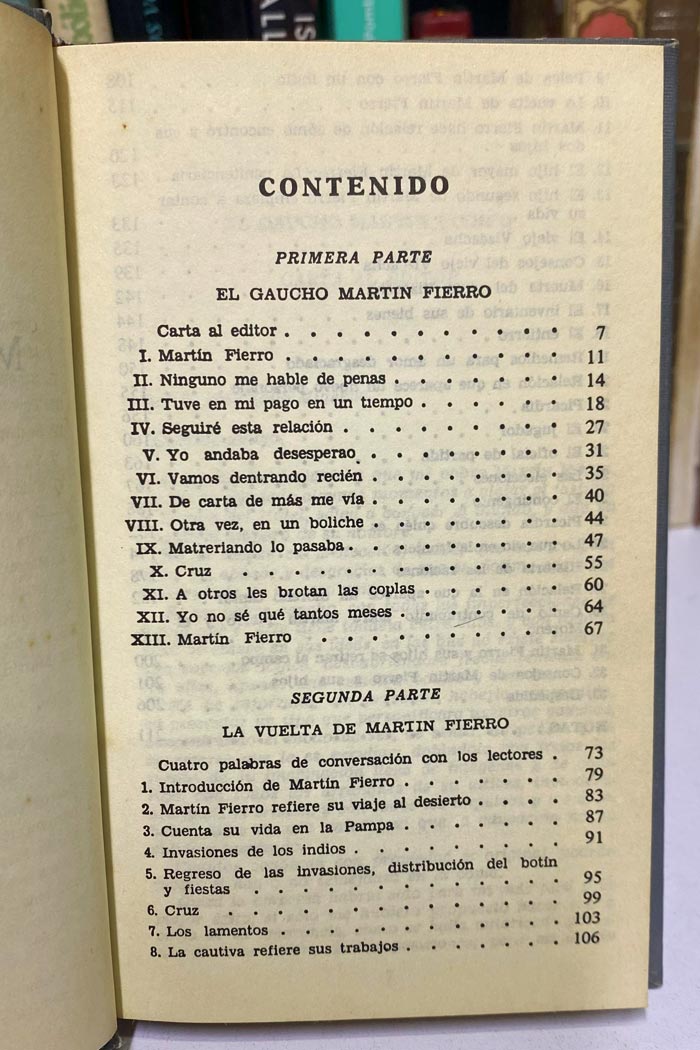 CONTENIDO
PRIMERA PARTE
EL GAUCHO MARTIN FIERRO
Carta al editor . . . . . . . . . . . 7
I. Martín Fierro . . . . . . . . . . . 11
II. Ninguno me hable de penas . . . . . . . 14
III. Tuve en mi pago en un tiempo . . . . . . 18
IV. Seguiré esta relación . . . . . . . . . 27
V. Yo andaba desesperao . . . . . . . . 31
VI. Vamos dentrando recién . . . . . . . . 35
VII. De carta de más me vía . . . . . . . . 40
VIII. Otra vez, en un boliche . . . . . . . . 44
IX. Matreriando lo pasaba . . . . . . . . . 47
X. Cruz . . . . . . . . . . . . . 55
XI. A otros les brotan las coplas . . . . . . 60
XII. Yo no sé qué tantos meses . . . . . . . 64
XIII. Martín Fierro . . . . . . . . . . 67
SEGUNDA PARTE
LA VUELTA DE MARTIN FIERRO
Cuatro palabras de conversación con los lectores . 73
1. Introducción de Martín Fierro . . . . . . . 79
2. Martín Fierro refiere su viaje al desierto . . . . 83
3. Cuenta su vida en la Pampa . . . . . . . 87
4. Invasiones de los indios . . . . . . . . . 91
5. Regreso de las invasiones, distribución del botín
y fiestas . . . . . . . . . . . . 95
6. Cruz . . . . . . . . . . . . . 99
7. Los lamentos . . . . . . . . . . . 103
8. La cautiva refiere sus trabajos . . . . . . . 106